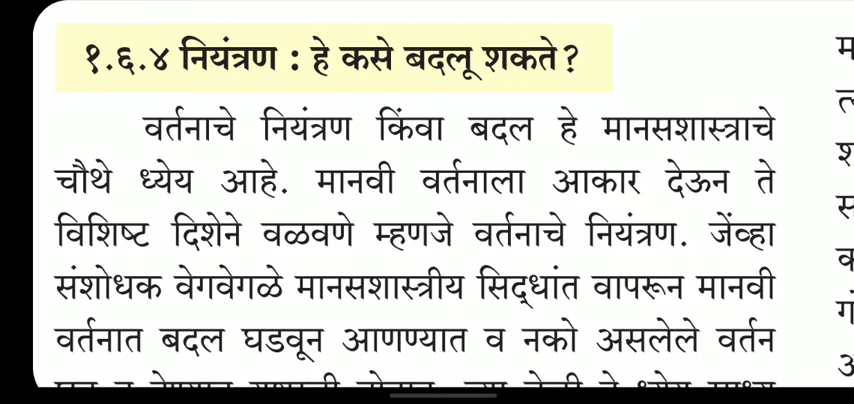 १.६.४ नियंत्रण : हे कसे बदलू शकते?
वर्तनाचे नियंत्रण किंवा बदल हे मानसशास्त्राचे
चौथे ध्येय आहे. मानवी वर्तनाला आकार देऊन ते
विशिष्ट दिशेने वळवणे म्हणजे वर्तनाचे नियंत्रण. जेंव्हा
संशोधक वेगवेगळे मानसशास्त्रीय सिद्धांत वापरून मानवी
वर्तनात बदल घडवून आणण्यात व नको असलेले वर्तन